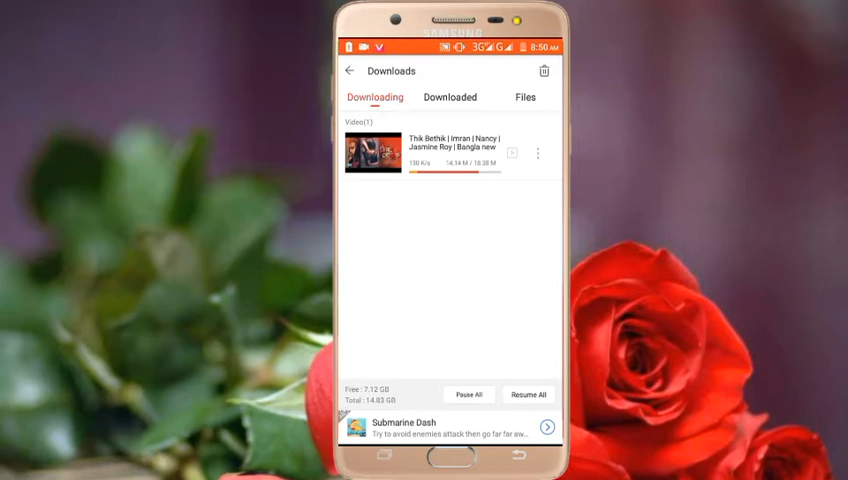 SAMSUNG
3G G 8:50 AM
Downloads
Downloading Downloaded Files
Video(1)
Thik Bethik | Imran | Nancy |
Jasmine Roy | Bangla new
130 K/s 14.14 M / 18.38 M
Free : 7.12 GB
Total : 14.83 GB
Pause All Resume All
Submarine Dash
Try to avoid enemies attack then go far far aw...